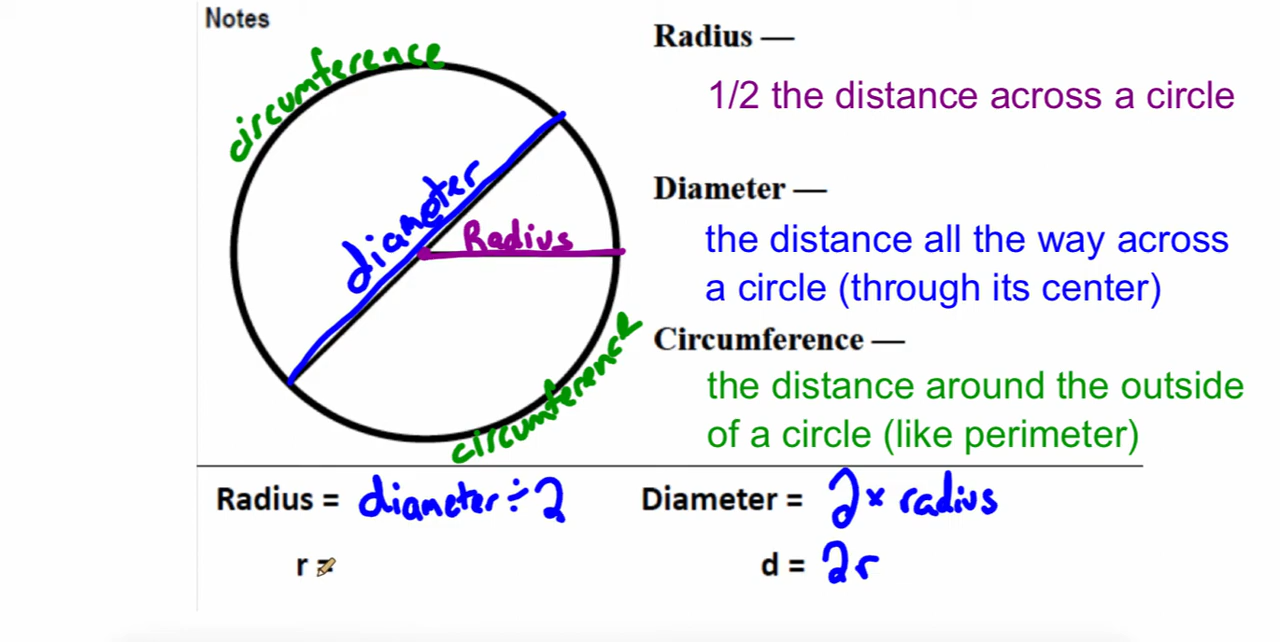 Notes
circumference
diameter
Radius
circumference
Radius —
1/2 the distance across a circle
Diameter —
the distance all the way across
a circle (through its center)
Circumference —
the distance around the outside
of a circle (like perimeter)
Radius = diameter ÷ 2
Diameter = 2 × radius
r =
d = 2r